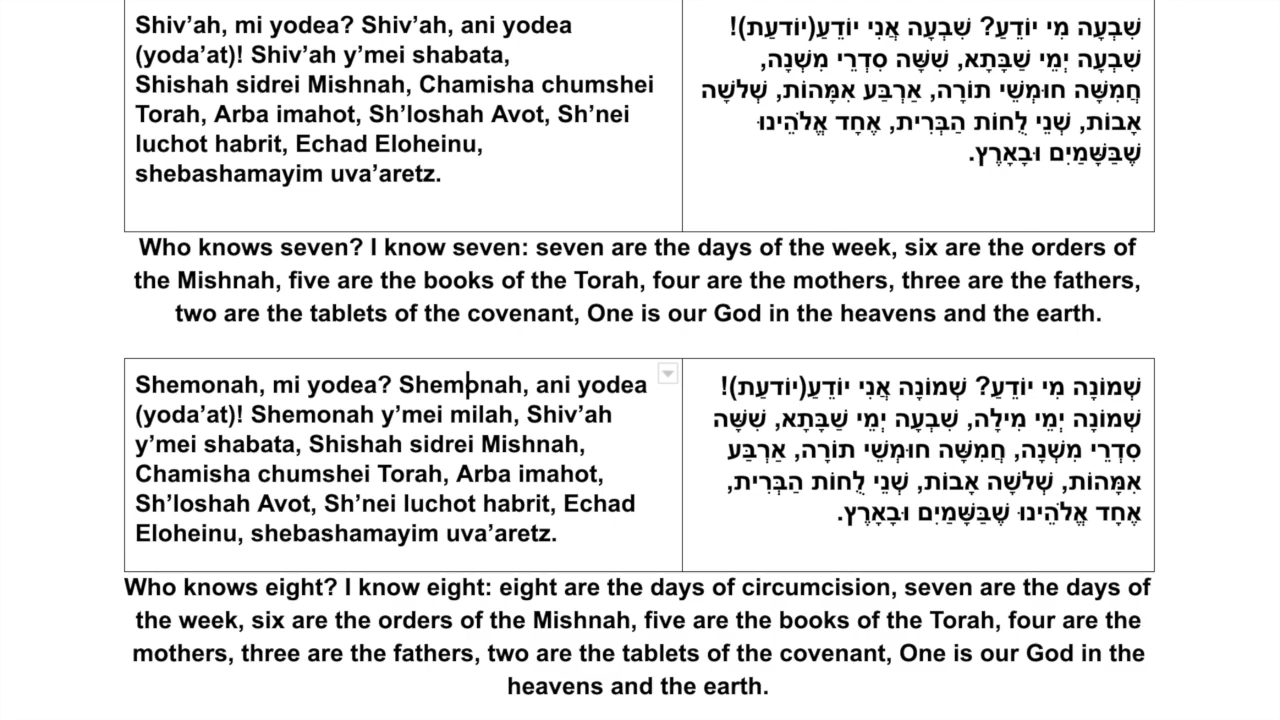 Shiv’ah, mi yodea? Shiv’ah, ani yodea
(yoda’at)! Shiv’ah y’mei shabata,
Shishah sidrei Mishnah, Chamisha chumshei
Torah, Arba imahot, Sh’loshah Avot, Sh’nei
luchot habrit, Echad Eloheinu,
shebashamayim uva’aretz.
שִׁבְעָה מִי יוֹדֵעַ? שִׁבְעָה אֲנִי יוֹדֵעַ(יוֹדעַת)!
שִׁבְעָה יְמֵי שַׁבָּתָא, שִׁשָּׁה סִדְרֵי מִשְׁנָה,
חֲמִשָּׁה חוּמְשֵׁי תוֹרָה, אַרְבַּע אִמָּהוֹת, שְׁלשָׁה
אָבוֹת, שְׁנֵי לֻחוֹת הַבְּרִית, אֶחָד אֱלֹהֵינוּ
שֶׁבַּשָּׁמַיִם וּבָאָרֶץ.
Who knows seven? I know seven: seven are the days of the week, six are the orders of
the Mishnah, five are the books of the Torah, four are the mothers, three are the fathers,
two are the tablets of the covenant, One is our God in the heavens and the earth.
Shemonah, mi yodea? Shemonah, ani yodea
(yoda’at)! Shemonah y’mei milah, Shiv’ah
y’mei shabata, Shishah sidrei Mishnah,
Chamisha chumshei Torah, Arba imahot,
Sh’loshah Avot, Sh’nei luchot habrit, Echad
Eloheinu, shebashamayim uva’aretz.
שְׁמוֹנָה מִי יוֹדֵעַ? שְׁמוֹנָה אֲנִי יוֹדֵעַ(יוֹדעַת)!
שְׁמוֹנָה יְמֵי מִילָה, שִׁבְעָה יְמֵי שַׁבָּתָא, שִׁשָּׁה
סִדְרֵי מִשְׁנָה, חֲמִשָּׁה חוּמְשֵׁי תוֹרָה, אַרְבַּע
אִמָּהוֹת, שְׁלשָׁה אָבוֹת, שְׁנֵי לֻחוֹת הַבְּרִית,
אֶחָד אֱלֹהֵינוּ שֶׁבַּשָּׁמַיִם וּבָאָרֶץ.
Who knows eight? I know eight: eight are the days of circumcision, seven are the days of
the week, six are the orders of the Mishnah, five are the books of the Torah, four are the
mothers, three are the fathers, two are the tablets of the covenant, One is our God in the
heavens and the earth.